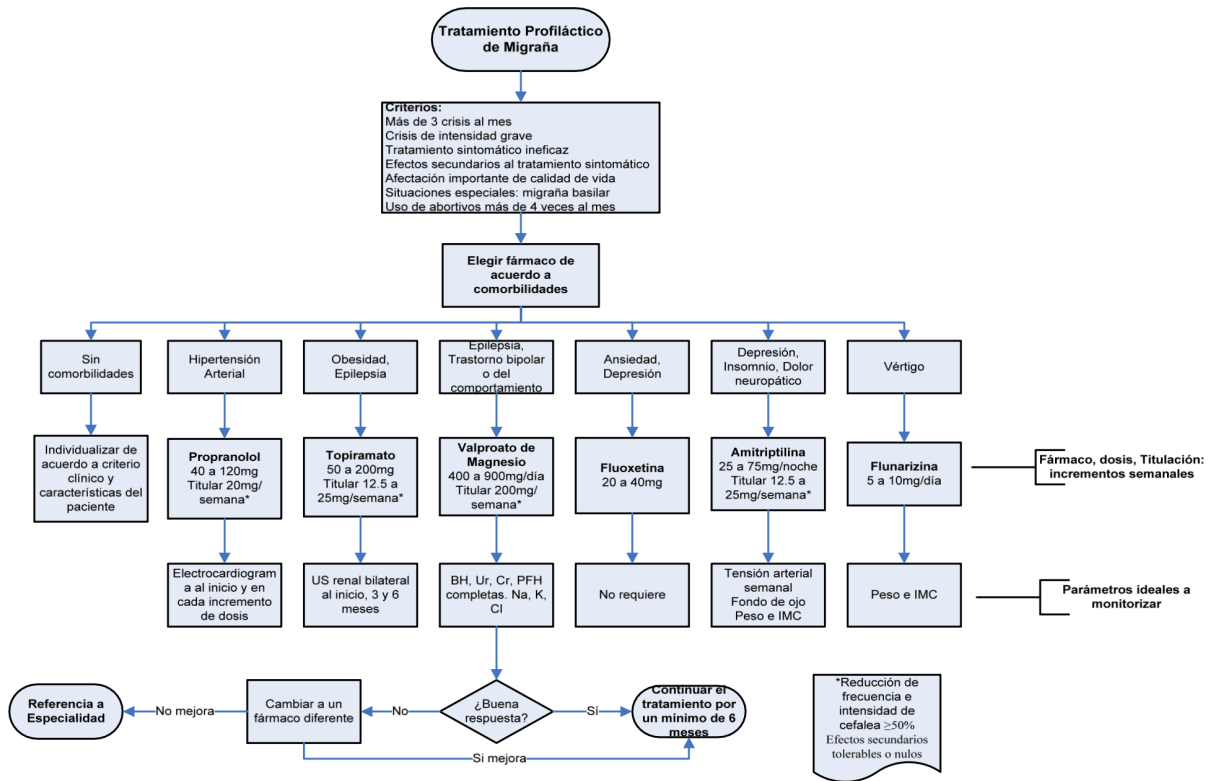 Tratamiento Profiláctico
de Migraña
Criterios:
Más de 3 crisis al mes
Crisis de intensidad grave
Tratamiento sintomático ineficaz
Efectos secundarios al tratamiento sintomático
Afectación importante de calidad de vida
Situaciones especiales: migraña basilar
Uso de abortivos más de 4 veces al mes
Elegir fármaco de
acuerdo a
comorbilidades
Sin
comorbilidades
Hipertensión
Arterial
Obesidad,
Epilepsia
Epilepsia,
Trastorno bipolar
o del
comportamiento
Ansiedad,
Depresión
Depresión,
Insomnio, Dolor
neuropático
Vértigo
Individualizar de
acuerdo a criterio
clínico y
características del
paciente
Propranolol
40 a 120mg
Titular 20mg/
semana*
Topiramato
50 a 200mg
Titular 12.5 a
25mg/semana*
Valproato de
Magnesio
400 a 900mg/día
Titular 200mg/
semana*
Fluoxetina
20 a 40mg
Amitriptilina
25 a 75mg/noche
Titular 12.5 a
25mg/semana*
Flunarizina
5 a 10mg/día
Fármaco, dosis, Titulación:
incrementos semanales
Electrocardiogram
a al inicio y en
cada incremento
de dosis
US renal bilateral
al inicio, 3 y 6
meses
BH, Ur, Cr, PFH
completas. Na, K,
Cl
No requiere
Tensión arterial
semanal
Fondo de ojo
Peso e IMC
Peso e IMC
Parámetros ideales a
monitorizar
Referencia a
Especialidad
No mejora
Cambiar a un
fármaco diferente
No
¿Buena
respuesta?
Sí
Continuar el
tratamiento por
un mínimo de 6
meses
Si mejora
*Reducción de
frecuencia e
intensidad de
cefalea ≥50%
Efectos secundarios
tolerables o nulos